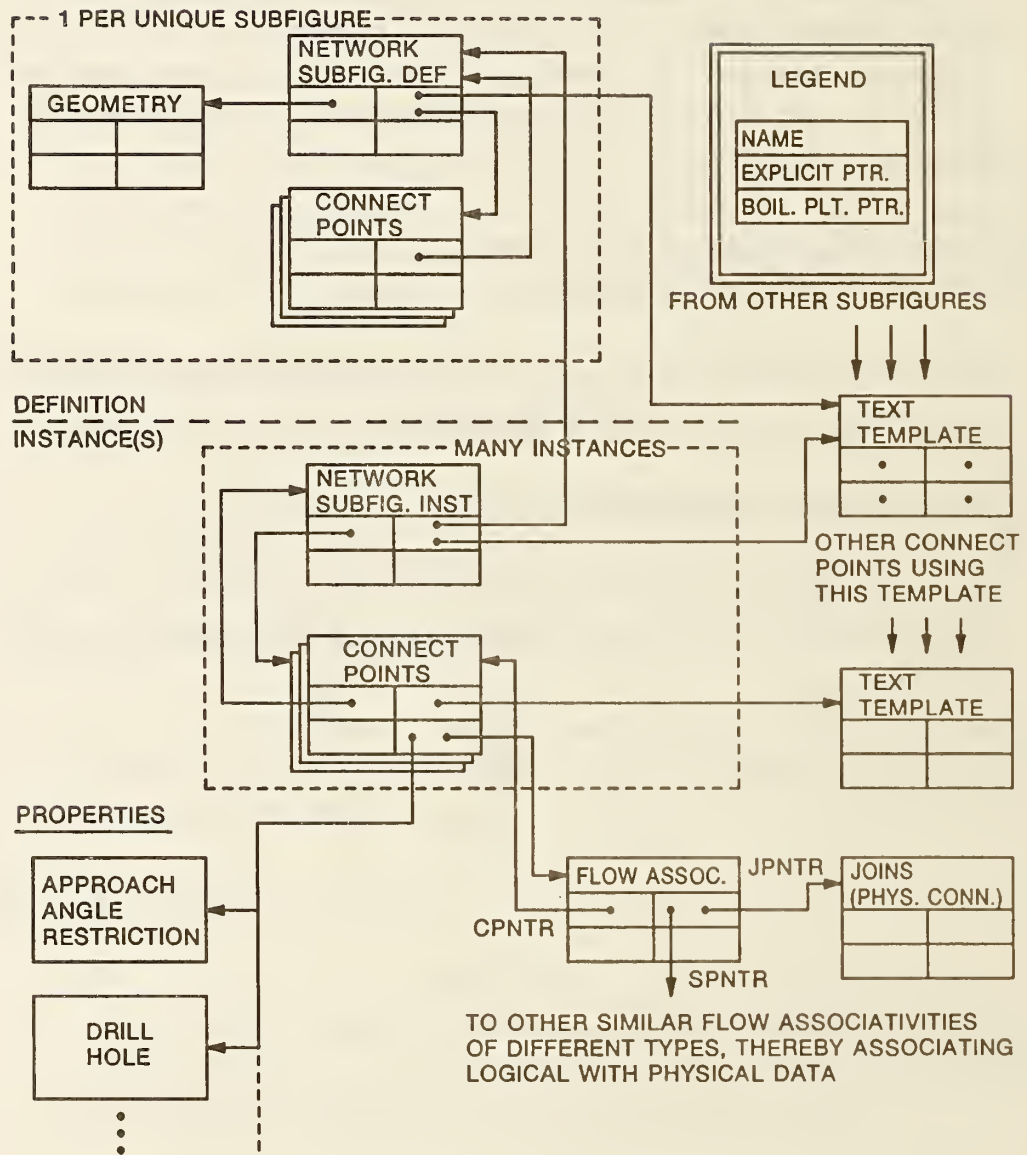 1 PER UNIQUE SUBFIGURE
NETWORK
SUBFIG. DEF
GEOMETRY
CONNECT
POINTS
LEGEND
NAME
EXPLICIT PTR.
BOIL. PLT. PTR.
FROM OTHER SUBFIGURES
DEFINITION
INSTANCE(S)
MANY INSTANCES
NETWORK
SUBFIG. INST
TEXT
TEMPLATE
OTHER CONNECT
POINTS USING
THIS TEMPLATE
CONNECT
POINTS
TEXT
TEMPLATE
PROPERTIES
APPROACH
ANGLE
RESTRICTION
FLOW ASSOC.
JPNTR
JOINS
(PHYS. CONN.)
CPNTR
SPNTR
DRILL
HOLE
TO OTHER SIMILAR FLOW ASSOCIATIVITIES
OF DIFFERENT TYPES, THEREBY ASSOCIATING
LOGICAL WITH PHYSICAL DATA